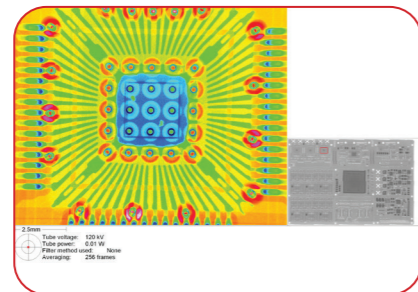 2.5mm
Tube voltage: 120 kV
Tube power: 0.01 W
Filter method used: None
Averaging: 256 frames